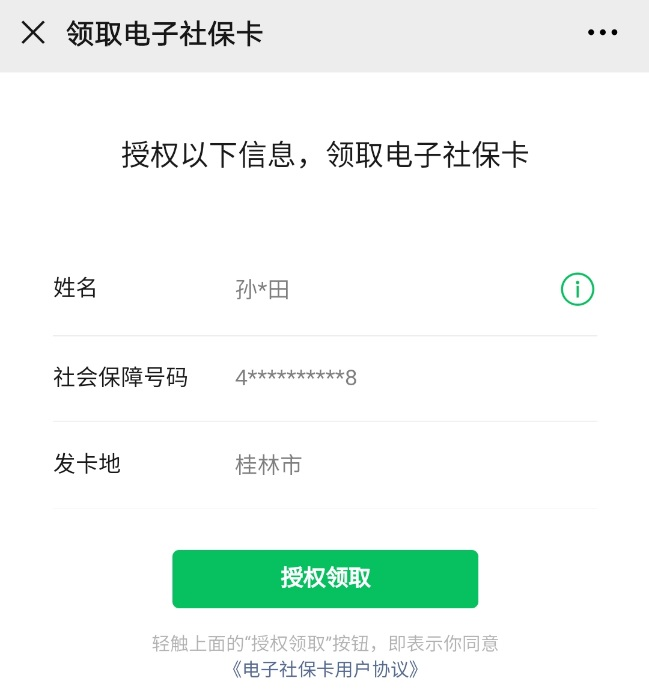 领取电子社保卡
授权以下信息，领取电子社保卡
姓名 孙*田
社会保障号码 4**********8
发卡地 桂林市
授权领取
轻触上面的“授权领取”按钮，即表示你同意
《电子社保卡用户协议》